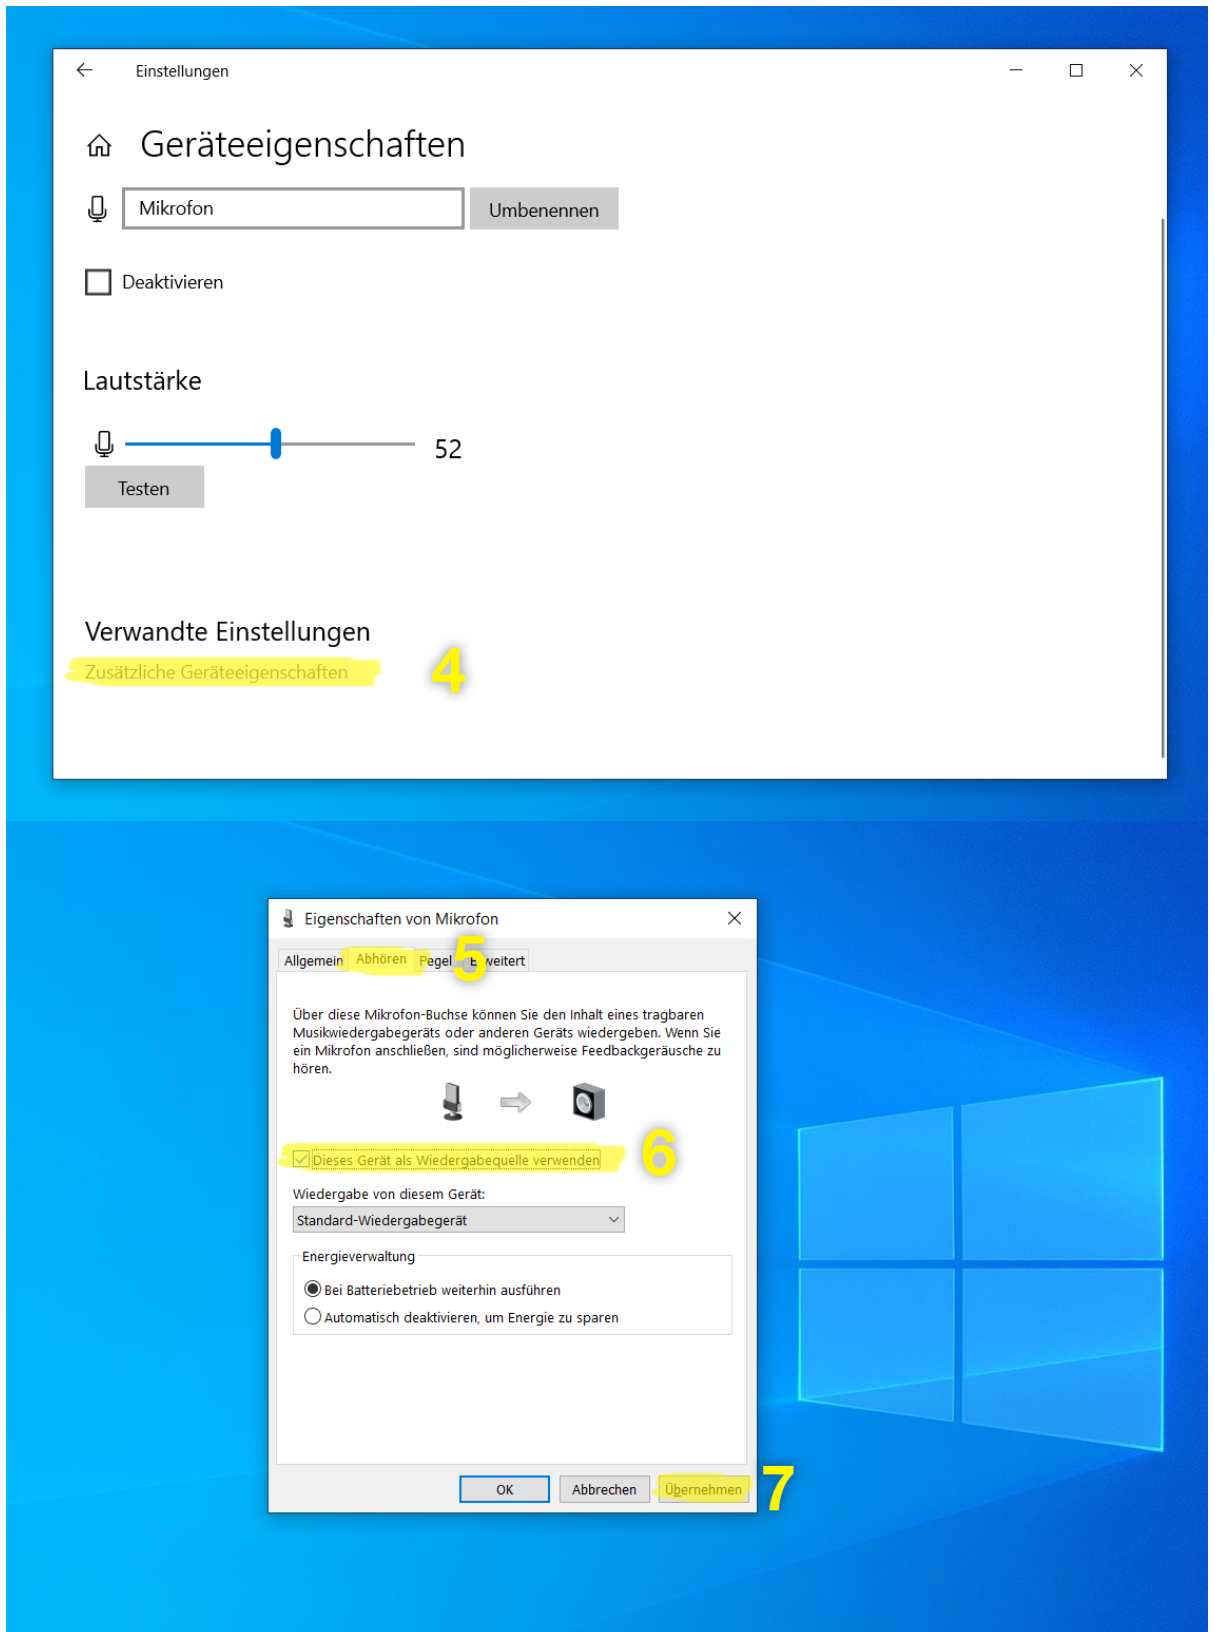 Einstellungen
Geräteeigenschaften
Mikrofon
Umbenennen
Deaktivieren
Lautstärke
52
Testen
Verwandte Einstellungen
Zusätzliche Geräteeigenschaften 4
Eigenschaften von Mikrofon
Allgemein Abhören Pegel 5 Erweitert
Über diese Mikrofon-Buchse können Sie den Inhalt eines tragbaren
Musikwiedergabegeräts oder anderen Geräts wiedergeben. Wenn Sie
ein Mikrofon anschließen, sind möglicherweise Feedbackgeräusche zu
hören.
Dieses Gerät als Wiedergabequelle verwenden 6
Wiedergabe von diesem Gerät:
Standard-Wiedergabegerät
Energieverwaltung
Bei Batteriebetrieb weiterhin ausführen
Automatisch deaktivieren, um Energie zu sparen
OK Abbrechen Übernehmen 7